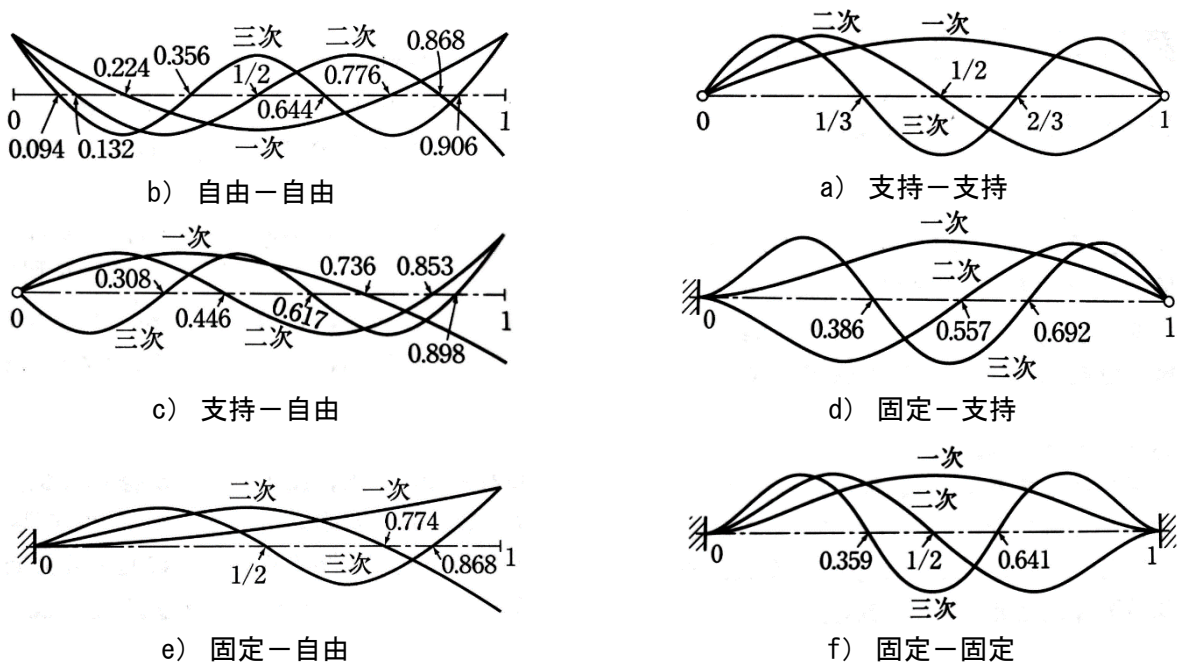 三次 二次 0.868
0.356
0.224 1/2 0.776
0 0.644 1
0.094 0.132 一次 0.906
b) 自由－自由
二次 一次
1/2
0 1/3 三次 2/3 1
a) 支持－支持
一次
0.308 0.736 0.853
0 0.446 0.617 1
三次 二次 0.898
c) 支持－自由
一次
二次
0 0.386 0.557 0.692 1
三次
d) 固定－支持
二次 一次
0.774
0 1/2 三次 0.868 1
e) 固定－自由
一次
二次
0 0.359 1/2 0.641 1
三次
f) 固定－固定